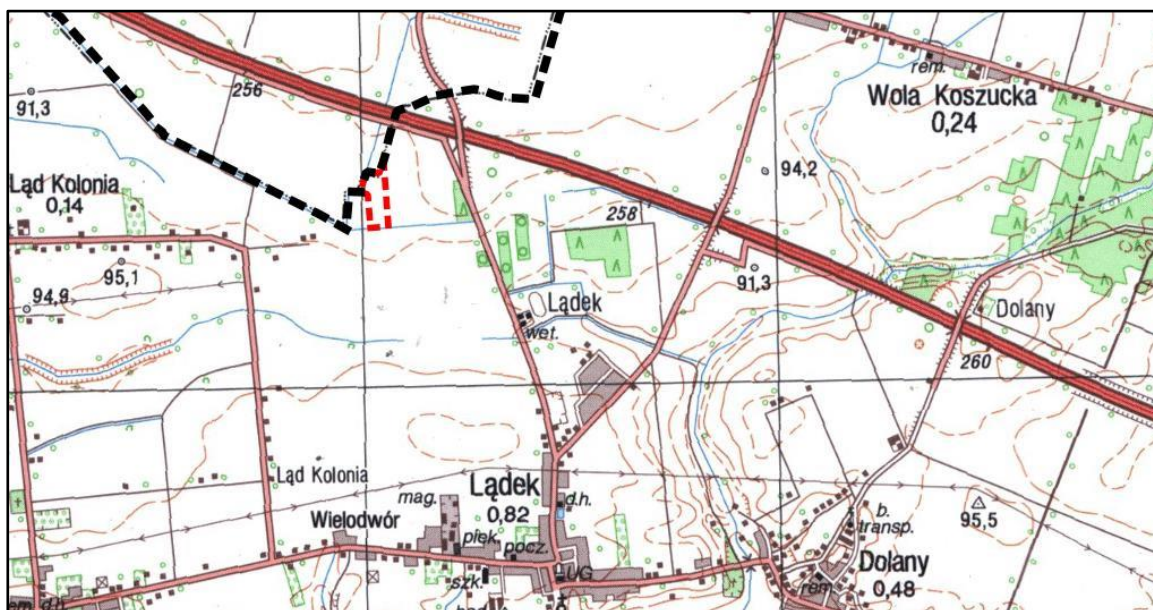 256
91,3
rem.
Wola Koszucka
0,24
Ląd Kolonia
0,14
94,2
258
95,1
94,9
91,3
Lądek
wet.
Dolany
260
Ląd Kolonia
mag.
Lądek
0,82
d.h.
Wielodwór
piek.
pocz.
b.
transp.
95,5
szk.
UG
Dolany
0,48
rem.
d.h.